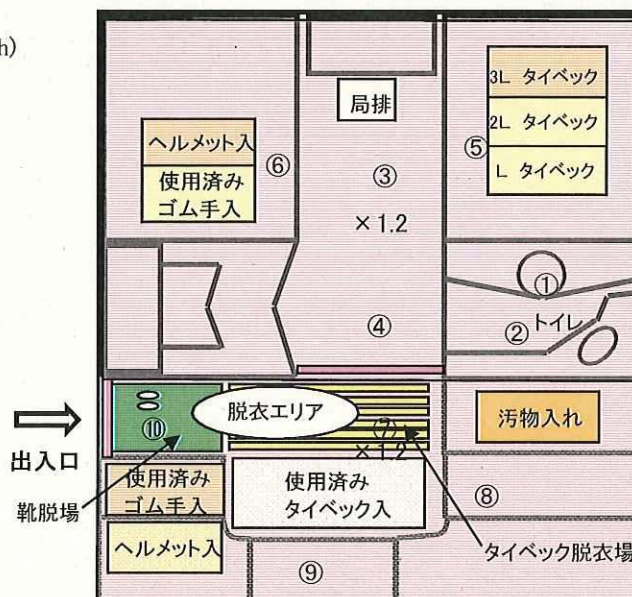 h)
局排
3L タイベック
2L タイベック
L タイベック
ヘルメット入
使用済み
ゴム手入
⑥
③
⑤
×1.2
④
①
②
トイレ
出入口
⑩
脱衣エリア
⑦
×1.2
汚物入れ
靴脱場
使用済み
ゴム手入
使用済み
タイベック入
⑧
ヘルメット入
⑨
タイベック脱衣場